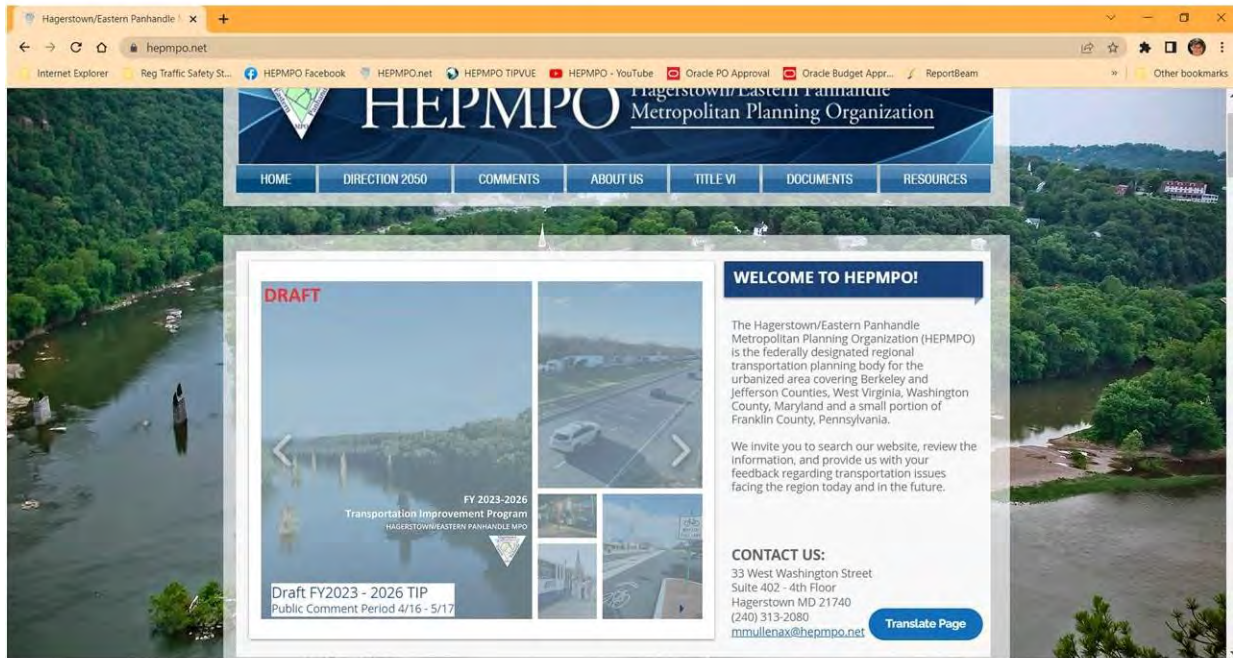 Hagerstown/Eastern Panhandle
hepmpo.net
Internet Explorer
Reg Traffic Safety St...
HEPMPO Facebook
HEPMPO.net
HEPMPO TIPVUE
HEPMPO - YouTube
Oracle PO Approval
Oracle Budget Appr...
ReportBeam
»
Other bookmarks
MPO
HEPMPO
Hagerstown/Eastern Panhandle
Metropolitan Planning Organization
HOME
DIRECTION 2050
COMMENTS
ABOUT US
TITLE VI
DOCUMENTS
RESOURCES
DRAFT
FY 2023-2026
Transportation Improvement Program
HAGERSTOWN/EASTERN PANHANDLE MPO
Draft FY2023 - 2026 TIP
Public Comment Period 4/16 - 5/17
WELCOME TO HEPMPO!
The Hagerstown/Eastern Panhandle
Metropolitan Planning Organization (HEPMPO)
is the federally designated regional
transportation planning body for the
urbanized area covering Berkeley and
Jefferson Counties, West Virginia, Washington
County, Maryland and a small portion of
Franklin County, Pennsylvania.
We invite you to search our website, review the
information, and provide us with your
feedback regarding transportation issues
facing the region today and in the future.
CONTACT US:
33 West Washington Street
Suite 402 - 4th Floor
Hagerstown MD 21740
(240) 313-2080
mmullenax@hepmpo.net
Translate Page